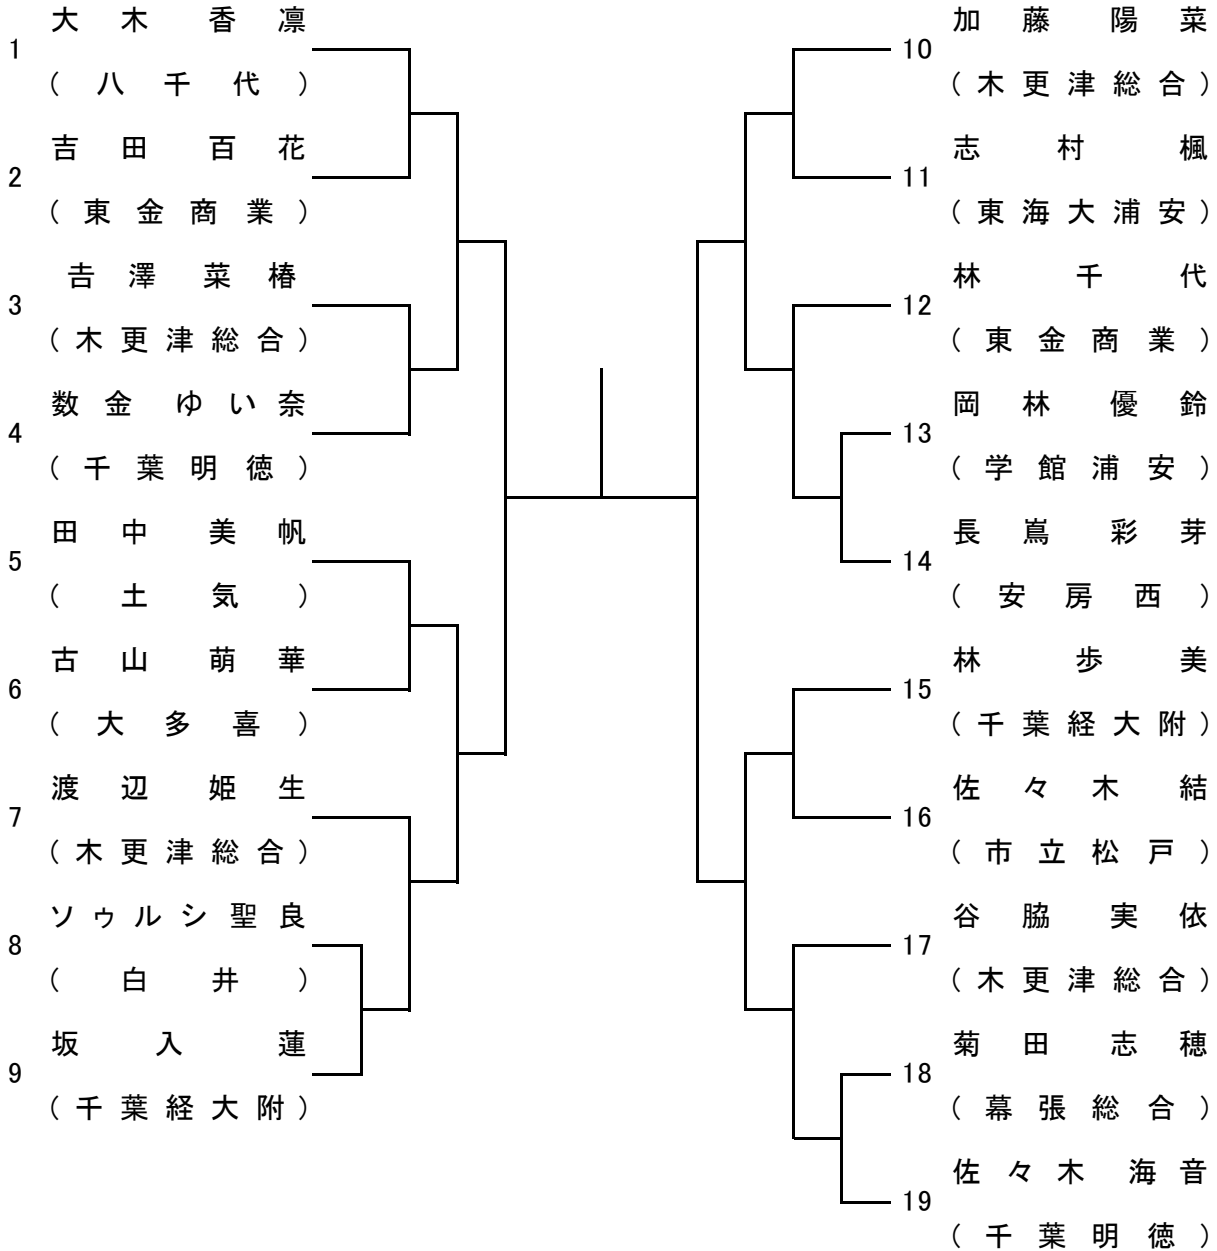 大木 香凛
1
(八千代)
吉田 百花
2
(東金商業)
𠮷澤 菜椿
3
(木更津総合)
数金 ゆい奈
4
(千葉明徳)
田中 美帆
5
(土気)
古山 萌華
6
(大多喜)
渡辺 姫生
7
(木更津総合)
ソゥルシ聖良
8
(白井)
坂入 蓮
9
(千葉経大附)
加藤 陽菜
10
(木更津総合)
志村 楓
11
(東海大浦安)
林 千代
12
(東金商業)
岡林 優鈴
13
(学館浦安)
長嶌 彩芽
14
(安房西)
林 歩美
15
(千葉経大附)
佐々木 結
16
(市立松戸)
谷脇 実依
17
(木更津総合)
菊田 志穂
18
(幕張総合)
佐々木 海音
19
(千葉明徳)